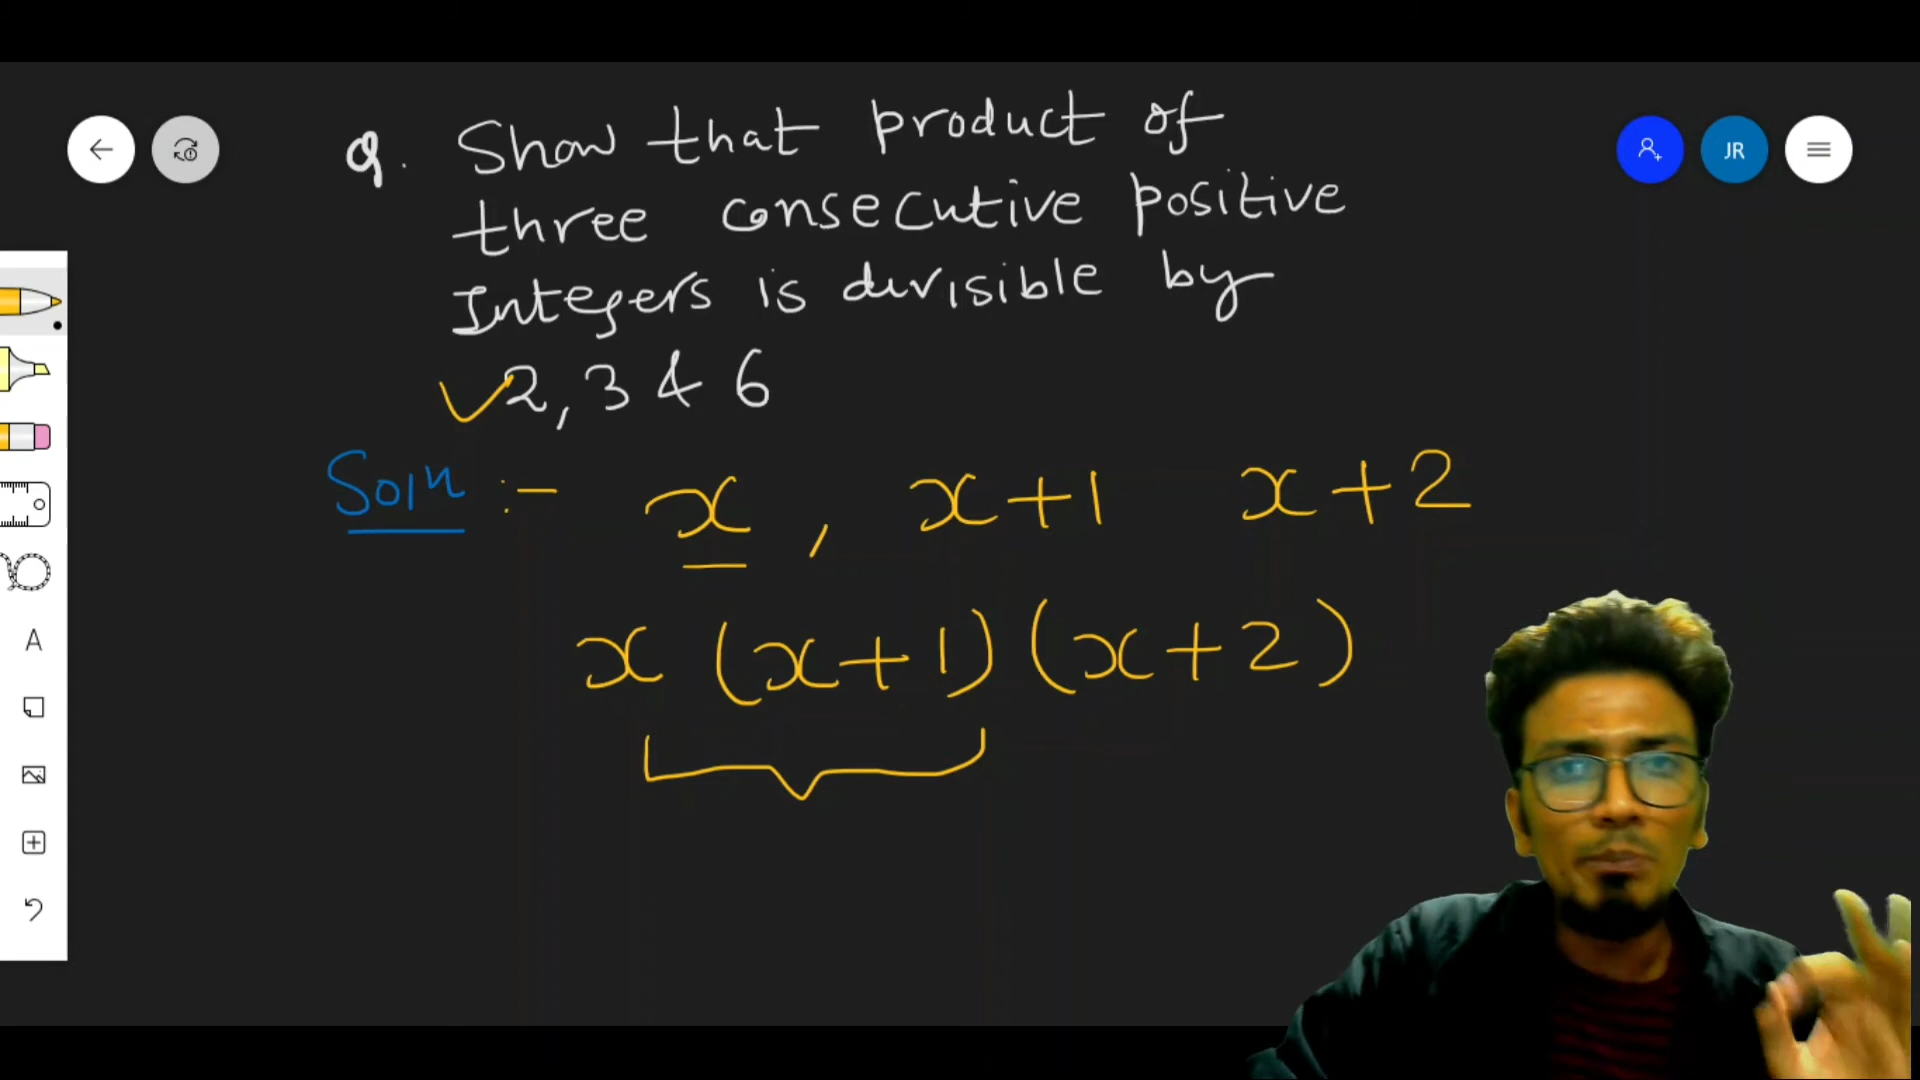 Q. Show that product of
three consecutive positive
Integers is divisible by
2, 3 & 6
Soln :- x , x+1 x+2
x (x+1) (x+2)
JR
A